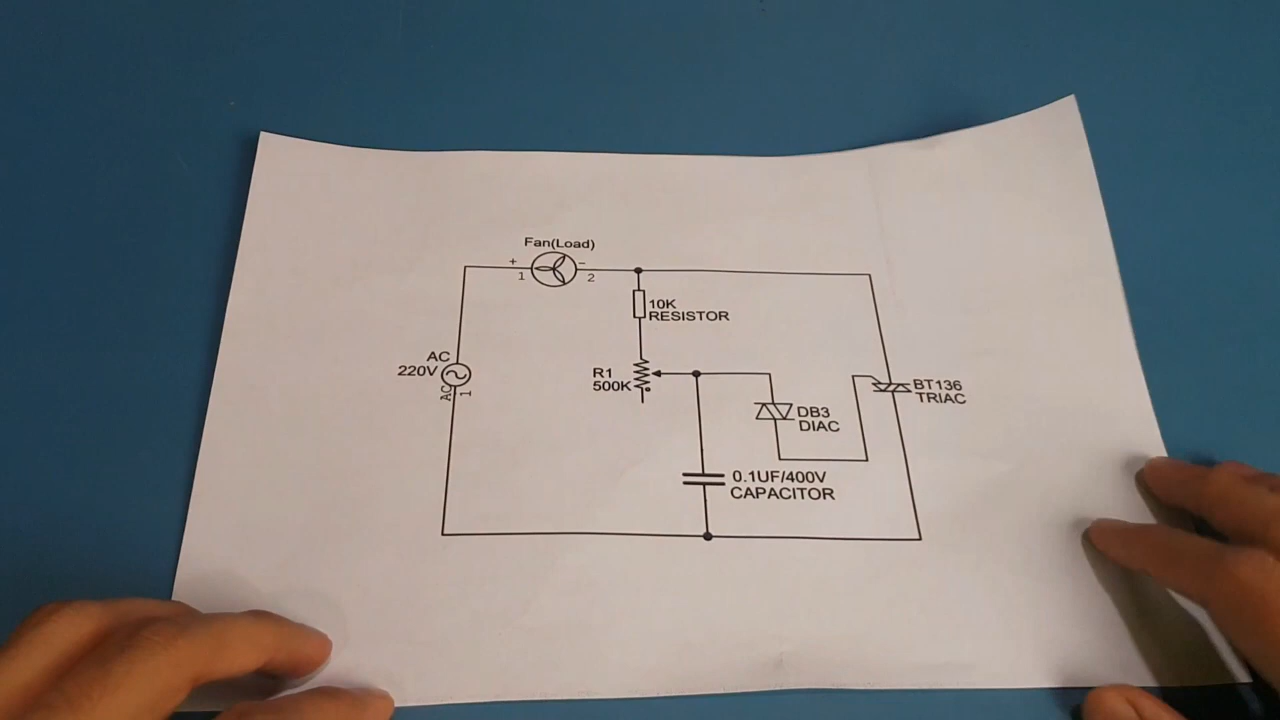 Fan(Load)
+ −
1 2
10K
RESISTOR
AC
220V
AC
1
R1
500K
BT136
TRIAC
DB3
DIAC
0.1UF/400V
CAPACITOR